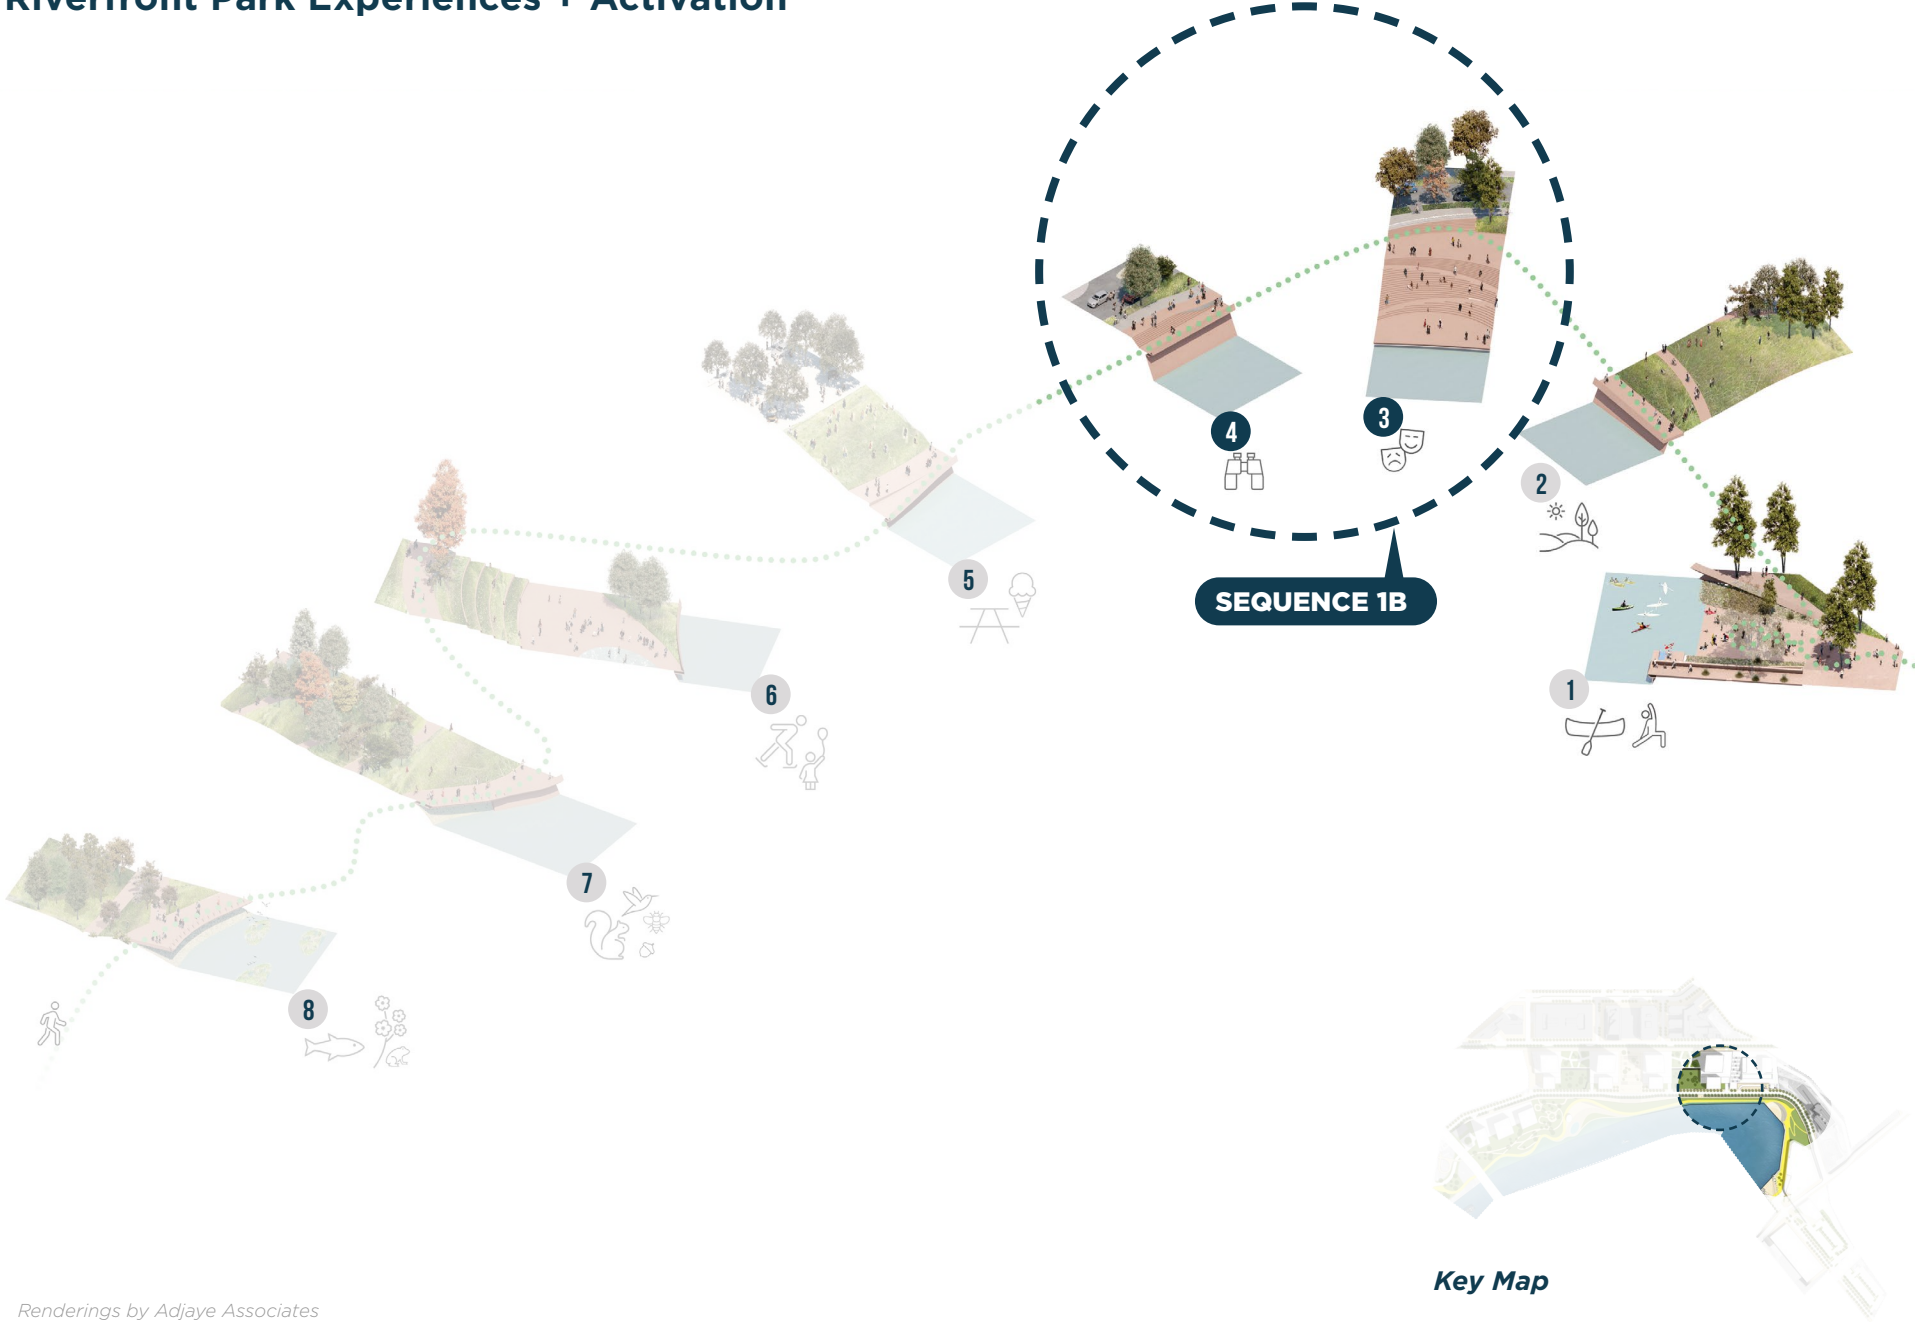 Riverfront Park Experiences + Activation
4
3
2
SEQUENCE 1B
5
1
6
7
8
Key Map
Renderings by Adjaye Associates